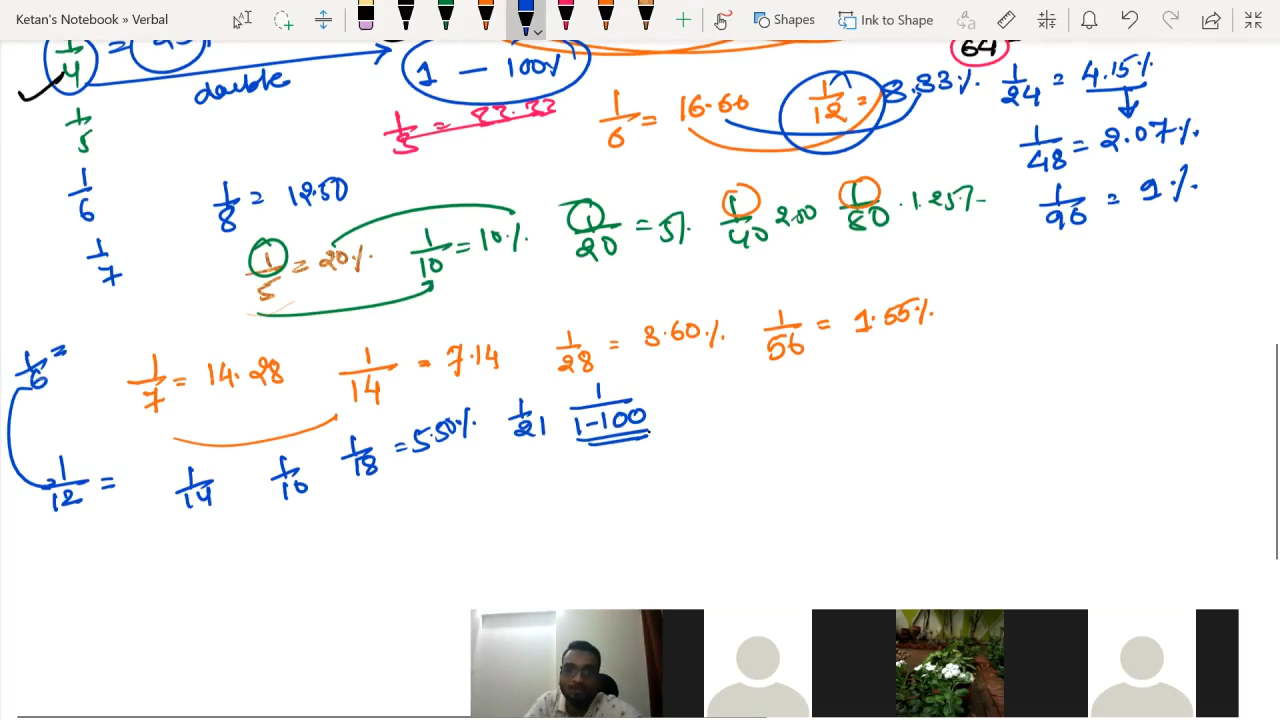 Ketan's Notebook » Verbal
Shapes
Ink to Shape
1/4 =
double
1 - 100%
64
1/5
1/6 = 16.66
1/12 = 8.33%
1/24 = 4.15%
1/48 = 2.07%
1/96 = 1%
1/5
1/6
1/7
1/8 = 12.50
1/5 = 20%
1/10 = 10%
1/20 = 5%
1/40
1/80 . 1.25%
1/6 =
1/7 = 14.28
1/14 = 7.14
1/28 = 3.60%
1/56 =
1/12 =
1/14
1/18 = 5.50%
1/21
1/1-100